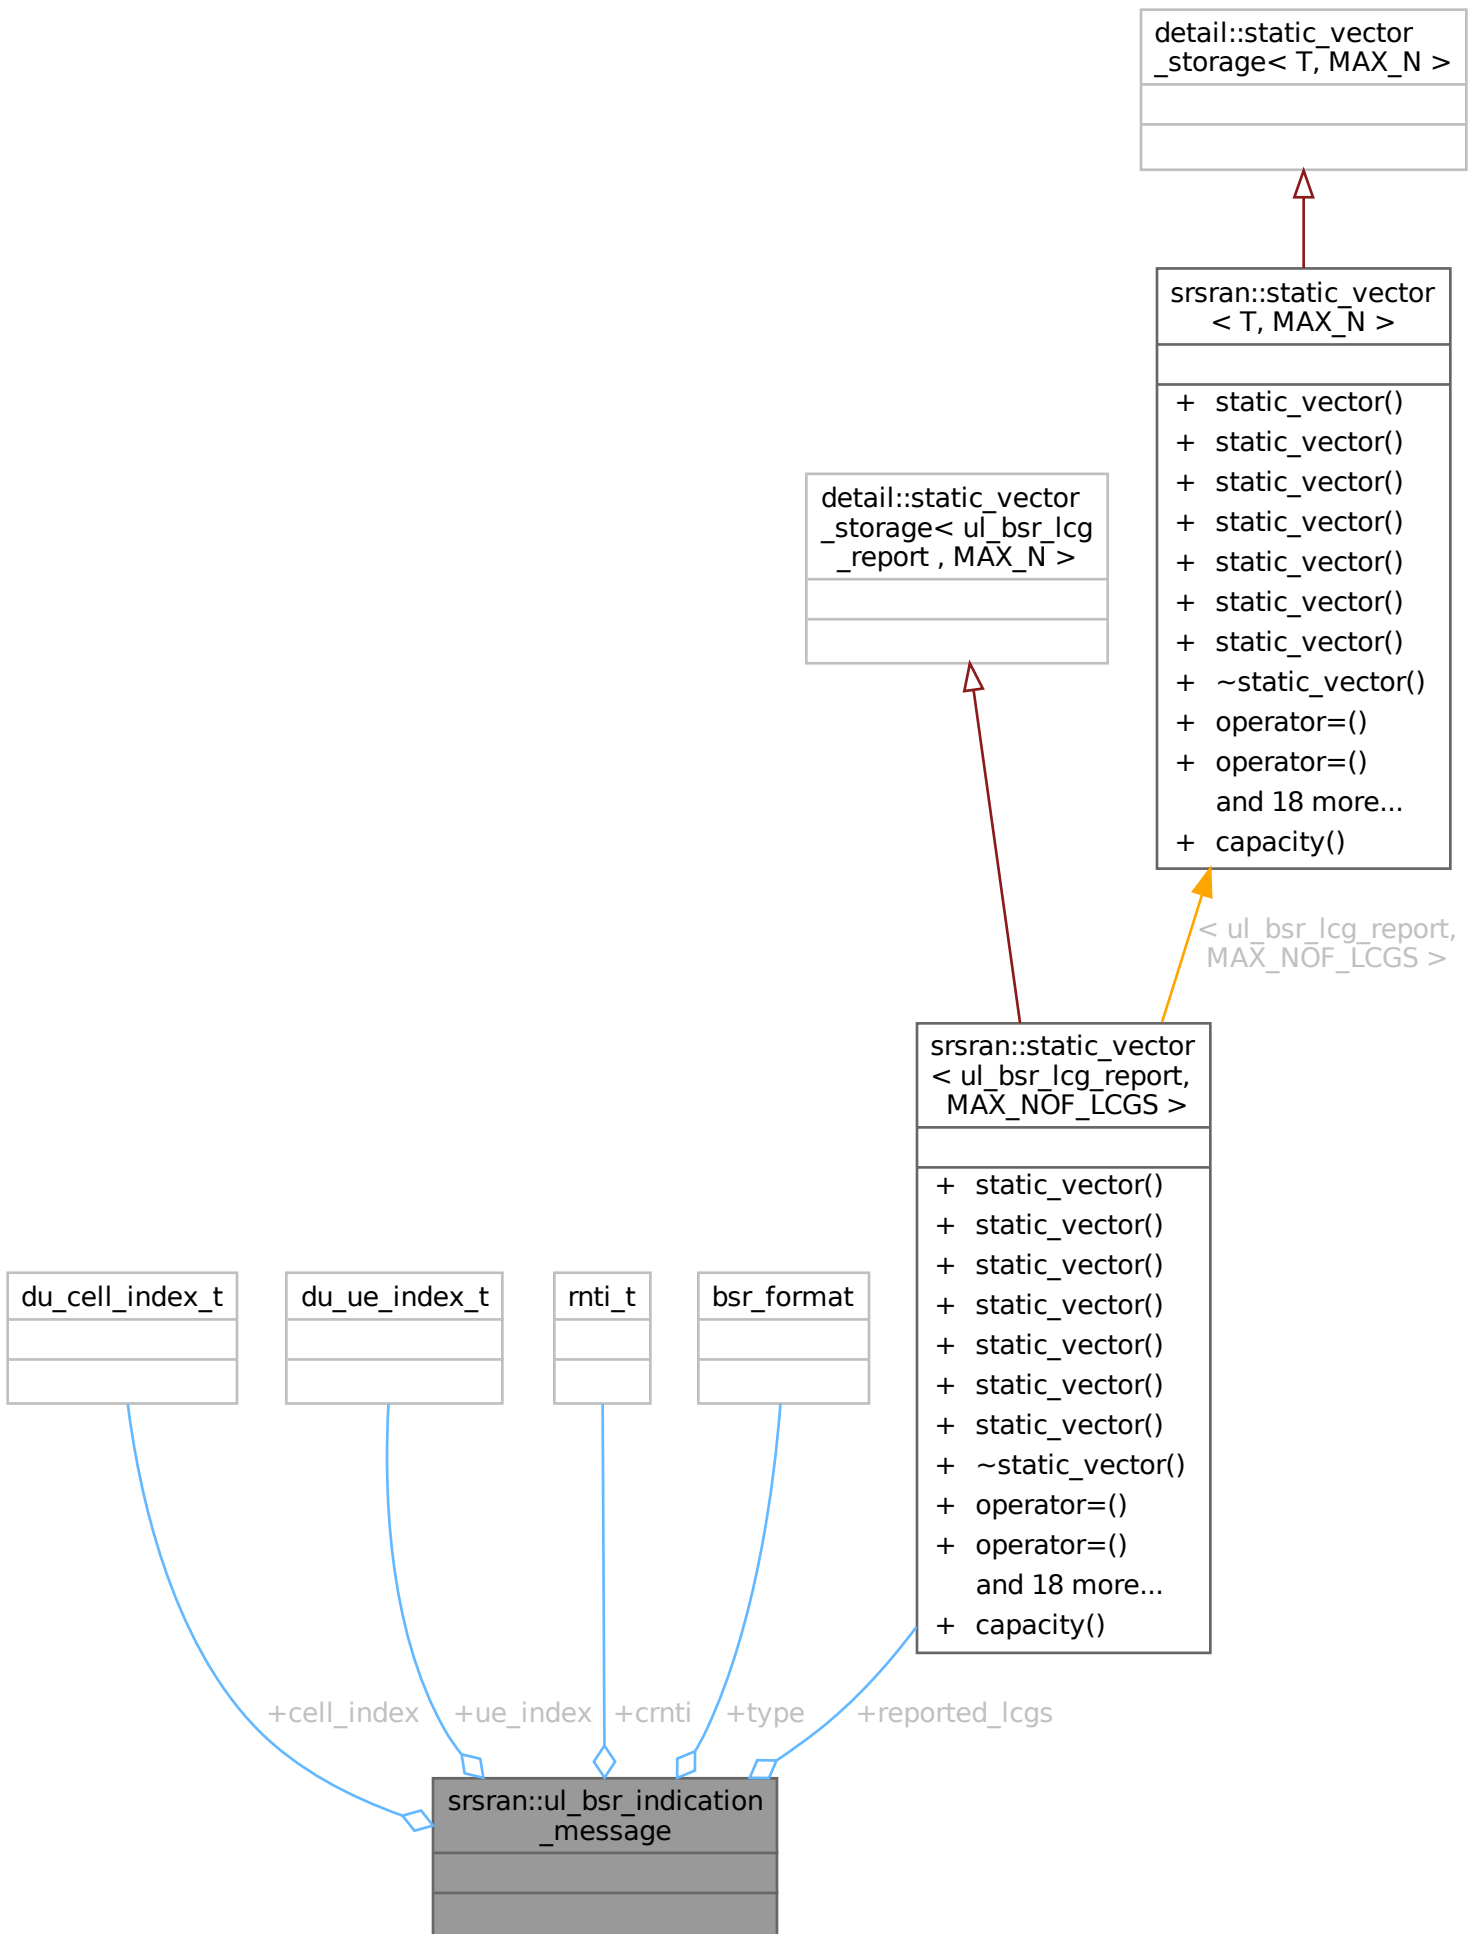 detail::static_vector
_storage< T, MAX_N >
srsran::static_vector
< T, MAX_N >
+ static_vector()
+ static_vector()
+ static_vector()
+ static_vector()
+ static_vector()
+ static_vector()
+ static_vector()
+ ~static_vector()
+ operator=()
+ operator=()
and 18 more...
+ capacity()
detail::static_vector
_storage< ul_bsr_lcg
_report , MAX_N >
< ul_bsr_lcg_report,
MAX_NOF_LCGS >
srsran::static_vector
< ul_bsr_lcg_report,
MAX_NOF_LCGS >
+ static_vector()
+ static_vector()
+ static_vector()
+ static_vector()
+ static_vector()
+ static_vector()
+ static_vector()
+ ~static_vector()
+ operator=()
+ operator=()
and 18 more...
+ capacity()
du_cell_index_t
du_ue_index_t
rnti_t
bsr_format
+cell_index
+ue_index
+crnti
+type
+reported_lcgs
srsran::ul_bsr_indication
_message